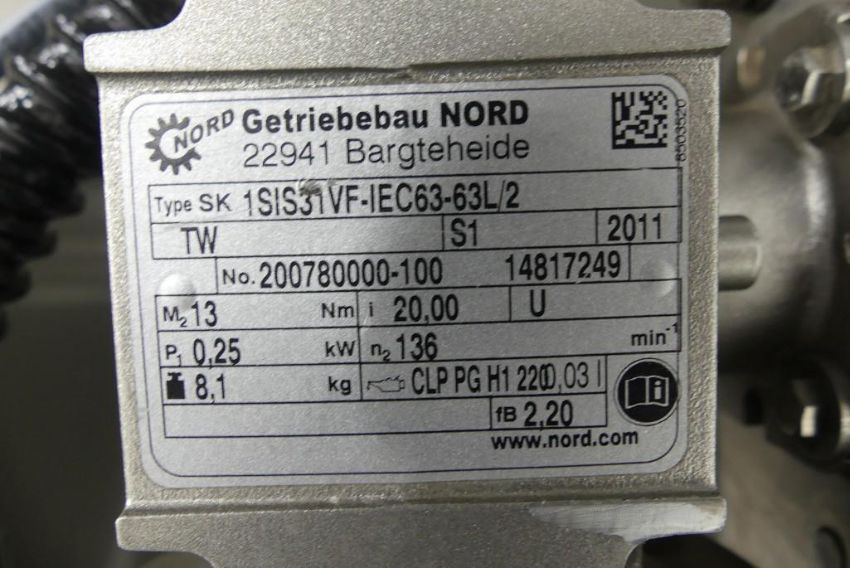 NORD Getriebebau NORD
22941 Bargteheide
8503520
Type SK 1SIS31VF-IEC63-63L/2
TW S1 2011
No. 200780000-100 14817249
M2 13 Nm i 20,00 U
P1 0,25 kW n2 136 min-1
8,1 kg CLP PG H1 220 0,03 l
fB 2,20
www.nord.com